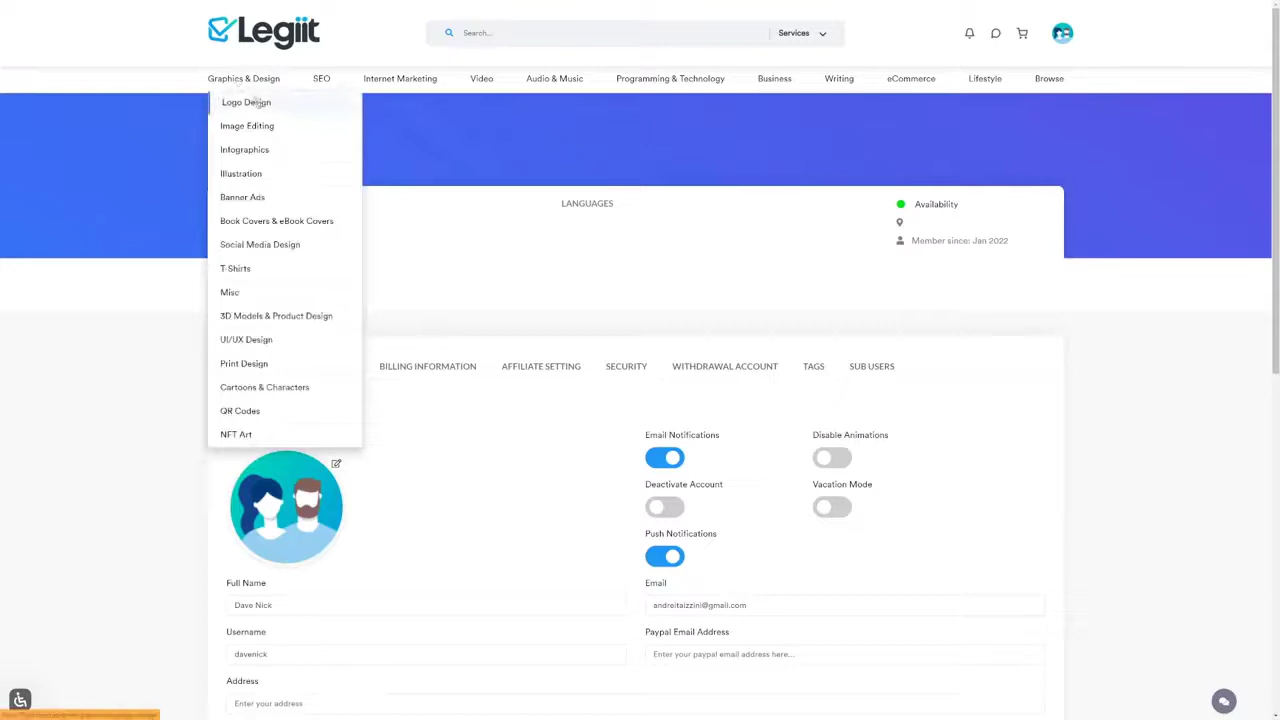 Legiit
Search...
Services
Graphics & Design
SEO
Internet Marketing
Video
Audio & Music
Programming & Technology
Business
Writing
eCommerce
Lifestyle
Browse
Logo Design
Image Editing
Infographics
Illustration
Banner Ads
Book Covers & eBook Covers
Social Media Design
T-Shirts
Misc
3D Models & Product Design
UI/UX Design
Print Design
Cartoons & Characters
QR Codes
NFT Art
LANGUAGES
Availability
Member since: Jan 2022
BILLING INFORMATION
AFFILIATE SETTING
SECURITY
WITHDRAWAL ACCOUNT
TAGS
SUB USERS
Email Notifications
Disable Animations
Deactivate Account
Vacation Mode
Push Notifications
Full Name
Email
Dave Nick
andreitaizzini@gmail.com
Username
Paypal Email Address
davenick
Enter your paypal email address here...
Address
Enter your address